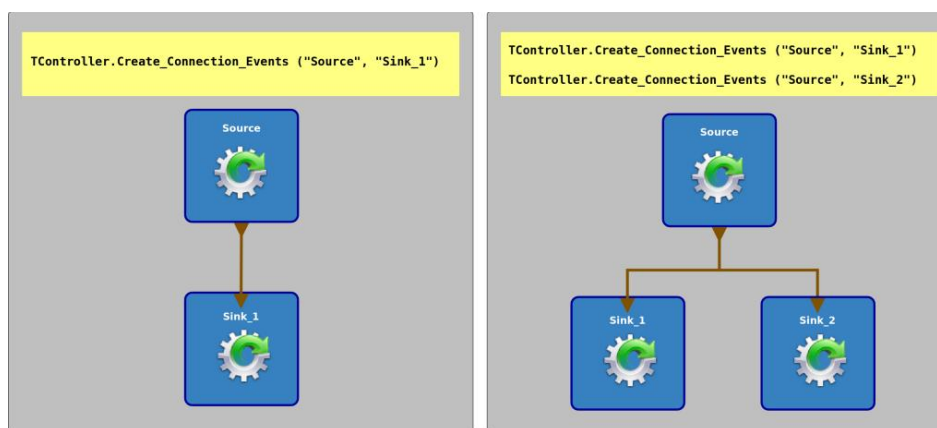 TController.Create_Connection_Events ("Source", "Sink_1")
Source
Sink_1
TController.Create_Connection_Events ("Source", "Sink_1")
TController.Create_Connection_Events ("Source", "Sink_2")
Source
Sink_1
Sink_2